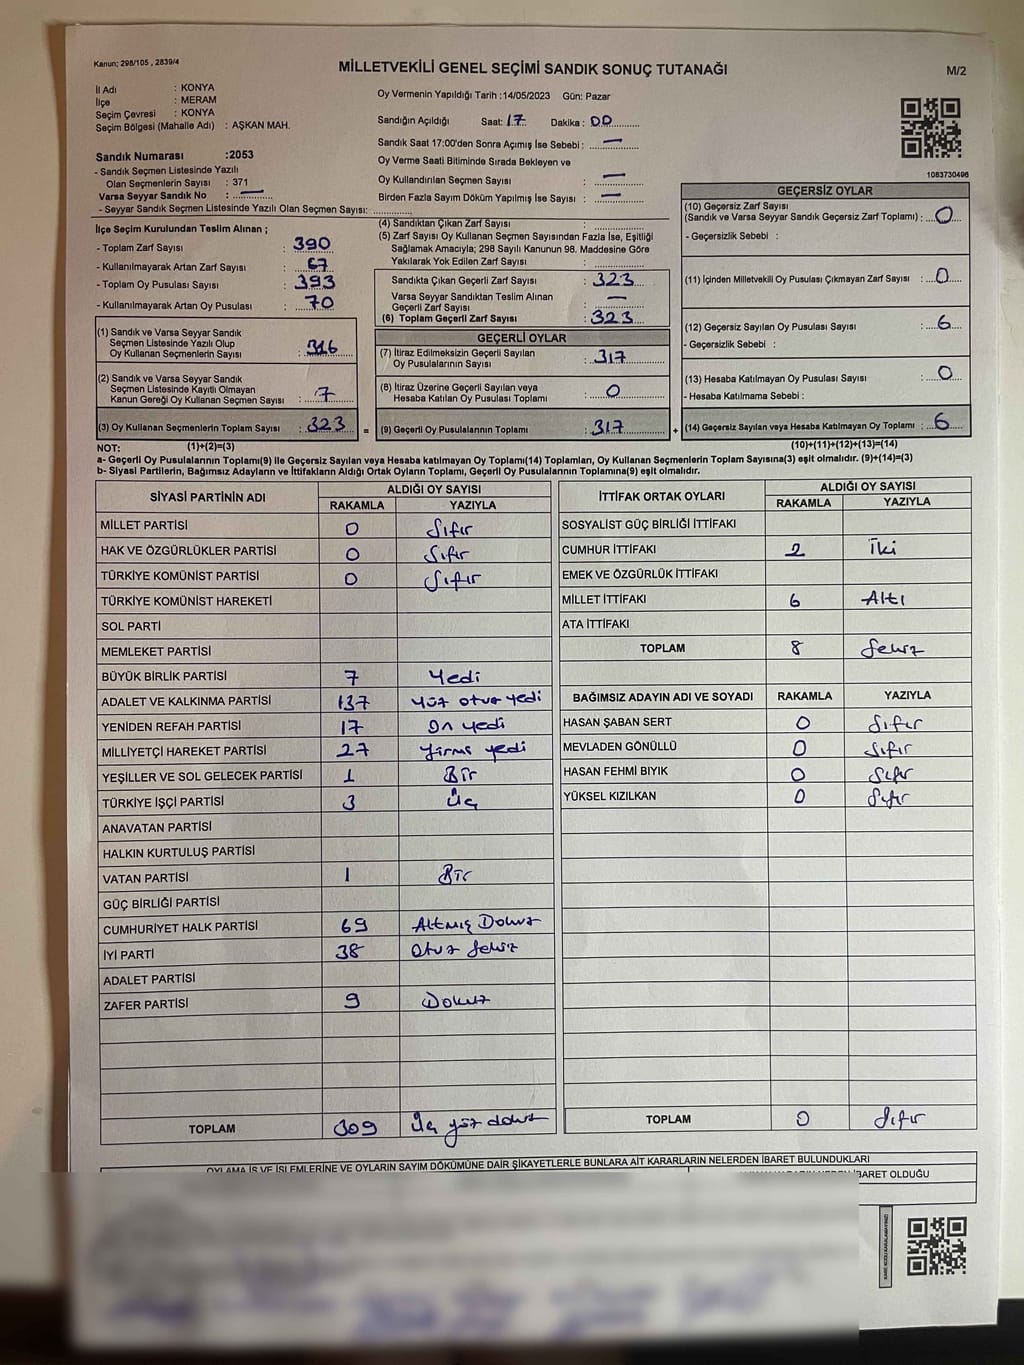 Kanun; 298/105 , 2839/4
MİLLETVEKİLİ GENEL SEÇİMİ SANDIK SONUÇ TUTANAĞI
M/2
İl Adı : KONYA
İlçe : MERAM
Seçim Çevresi : KONYA
Seçim Bölgesi (Mahalle Adı) : AŞKAN MAH.
Oy Vermenin Yapıldığı Tarih :14/05/2023 Gün: Pazar
Sandığın Açıldığı Saat: 17 Dakika : 00
Sandık Saat 17:00'den Sonra Açımış İse Sebebi : —
Oy Verme Saati Bitiminde Sırada Bekleyen ve
Oy Kullandırılan Seçmen Sayısı : —
Birden Fazla Sayım Döküm Yapılmış İse Sayısı : —
1083730496
Sandık Numarası :2053
- Sandık Seçmen Listesinde Yazılı
Olan Seçmenlerin Sayısı : 371
Varsa Seyyar Sandık No : —
- Seyyar Sandık Seçmen Listesinde Yazılı Olan Seçmen Sayısı:
İlçe Seçim Kurulundan Teslim Alınan ;
- Toplam Zarf Sayısı : 390
- Kullanılmayarak Artan Zarf Sayısı : 67
- Toplam Oy Pusulası Sayısı : 393
- Kullanılmayarak Artan Oy Pusulası : 70
(1) Sandık ve Varsa Seyyar Sandık
Seçmen Listesinde Yazılı Olup
Oy Kullanan Seçmenlerin Sayısı : 316
(2) Sandık ve Varsa Seyyar Sandık
Seçmen Listesinde Kayıtlı Olmayan
Kanun Gereği Oy Kullanan Seçmen Sayısı : 7
(3) Oy Kullanan Seçmenlerin Toplam Sayısı : 323
(4) Sandıktan Çıkan Zarf Sayısı :
(5) Zarf Sayısı Oy Kullanan Seçmen Sayısından Fazla İse, Eşitliği
Sağlamak Amacıyla; 298 Sayılı Kanunun 98. Maddesine Göre
Yakılarak Yok Edilen Zarf Sayısı :
Sandıkta Çıkan Geçerli Zarf Sayısı : 323
Varsa Seyyar Sandıktan Teslim Alınan
Geçerli Zarf Sayısı : —
(6) Toplam Geçerli Zarf Sayısı : 323
GEÇERLİ OYLAR
(7) İtiraz Edilmeksizin Geçerli Sayılan
Oy Pusulalarının Sayısı : 317
(8) İtiraz Üzerine Geçerli Sayılan veya
Hesaba Katılan Oy Pusulası Toplamı : 0
= (9) Geçerli Oy Pusulalarının Toplamı : 317
GEÇERSİZ OYLAR
(10) Geçersiz Zarf Sayısı
(Sandık ve Varsa Seyyar Sandık Geçersiz Zarf Toplamı) : 0
- Geçersizlik Sebebi :
(11) İçinden Milletvekili Oy Pusulası Çıkmayan Zarf Sayısı : 0
(12) Geçersiz Sayılan Oy Pusulası Sayısı : 6
- Geçersizlik Sebebi :
(13) Hesaba Katılmayan Oy Pusulası Sayısı : 0
- Hesaba Katılmama Sebebi :
+ (14) Geçersiz Sayılan veya Hesaba Katılmayan Oy Toplamı : 6
NOT: (1)+(2)=(3)
(10)+(11)+(12)+(13)=(14)
a- Geçerli Oy Pusulalarının Toplamı(9) ile Geçersiz Sayılan veya Hesaba katılmayan Oy Toplamı(14) Toplamları, Oy Kullanan Seçmenlerin Toplam Sayısına(3) eşit olmalıdır. (9)+(14)=(3)
b- Siyasi Partilerin, Bağımsız Adayların ve İttifakların Aldığı Ortak Oyların Toplamı, Geçerli Oy Pusulalarının Toplamına(9) eşit olmalıdır.
SİYASİ PARTİNİN ADI ALDIĞI OY SAYISI
RAKAMLA YAZIYLA
MİLLET PARTİSİ 0 Sıfır
HAK VE ÖZGÜRLÜKLER PARTİSİ 0 Sıfır
TÜRKİYE KOMÜNİST PARTİSİ 0 Sıfır
TÜRKİYE KOMÜNİST HAREKETİ
SOL PARTİ
MEMLEKET PARTİSİ
BÜYÜK BİRLİK PARTİSİ 7 Yedi
ADALET VE KALKINMA PARTİSİ 137 Yüz otuz yedi
YENİDEN REFAH PARTİSİ 17 On yedi
MİLLİYETÇİ HAREKET PARTİSİ 27 Yirmi yedi
YEŞİLLER VE SOL GELECEK PARTİSİ 1 Bir
TÜRKİYE İŞÇİ PARTİSİ 3 Üç
ANAVATAN PARTİSİ
HALKIN KURTULUŞ PARTİSİ
VATAN PARTİSİ 1 Bir
GÜÇ BİRLİĞİ PARTİSİ
CUMHURİYET HALK PARTİSİ 69 Altmış Dokuz
İYİ PARTİ 38 Otuz Sekiz
ADALET PARTİSİ
ZAFER PARTİSİ 9 Dokuz
TOPLAM 309 Üç yüz dokuz
İTTİFAK ORTAK OYLARI ALDIĞI OY SAYISI
RAKAMLA YAZIYLA
SOSYALİST GÜÇ BİRLİĞİ İTTİFAKI
CUMHUR İTTİFAKI 2 İki
EMEK VE ÖZGÜRLÜK İTTİFAKI
MİLLET İTTİFAKI 6 Altı
ATA İTTİFAKI
TOPLAM 8 Sekiz
BAĞIMSIZ ADAYIN ADI VE SOYADI RAKAMLA YAZIYLA
HASAN ŞABAN SERT 0 Sıfır
MEVLADEN GÖNÜLLÜ 0 Sıfır
HASAN FEHMİ BIYIK 0 Sıfır
YÜKSEL KIZILKAN 0 Sıfır
TOPLAM 0 Sıfır
OYLAMA İŞ VE İŞLEMLERİNE VE OYLARIN SAYIM DÖKÜMÜNE DAİR ŞİKAYETLERLE BUNLARA AİT KARARLARIN NELERDEN İBARET BULUNDUKLARI
İBARET OLDUĞU